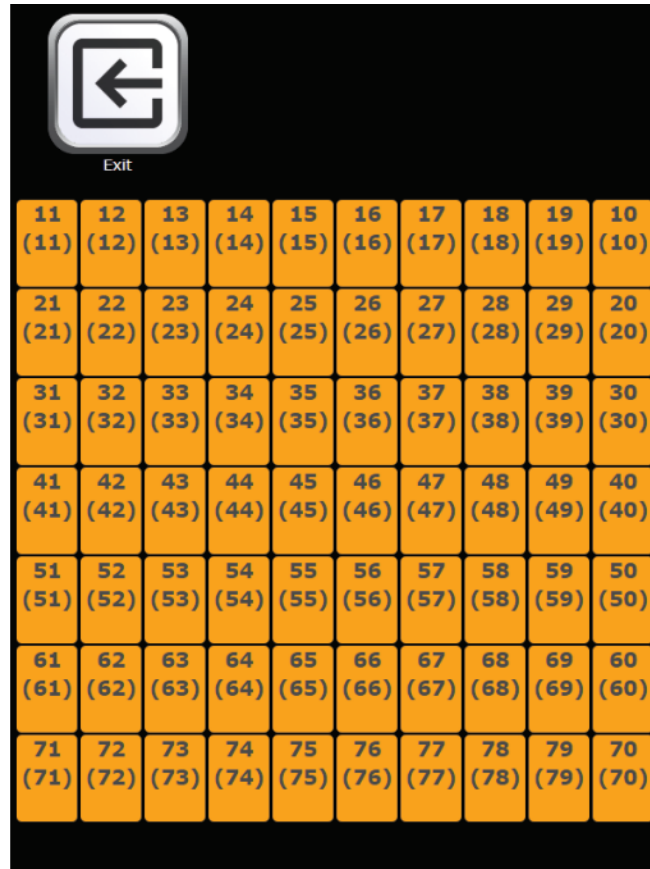 Exit
11 12 13 14 15 16 17 18 19 10
(11) (12) (13) (14) (15) (16) (17) (18) (19) (10)
21 22 23 24 25 26 27 28 29 20
(21) (22) (23) (24) (25) (26) (27) (28) (29) (20)
31 32 33 34 35 36 37 38 39 30
(31) (32) (33) (34) (35) (36) (37) (38) (39) (30)
41 42 43 44 45 46 47 48 49 40
(41) (42) (43) (44) (45) (46) (47) (48) (49) (40)
51 52 53 54 55 56 57 58 59 50
(51) (52) (53) (54) (55) (56) (57) (58) (59) (50)
61 62 63 64 65 66 67 68 69 60
(61) (62) (63) (64) (65) (66) (67) (68) (69) (60)
71 72 73 74 75 76 77 78 79 70
(71) (72) (73) (74) (75) (76) (77) (78) (79) (70)